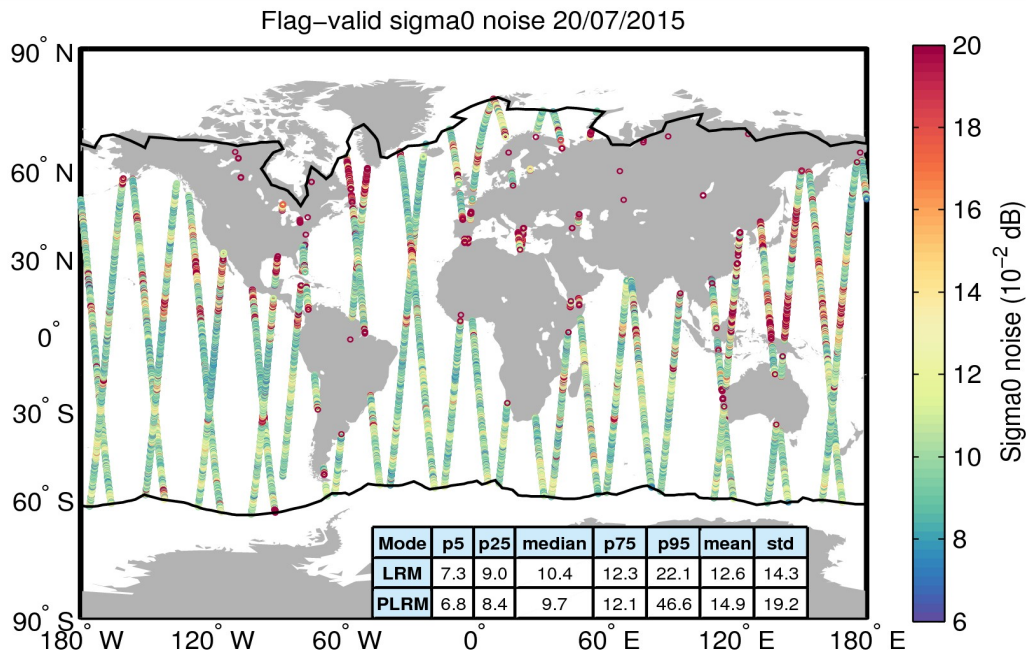 Flag−valid sigma0 noise 20/07/2015
90° N
60° N
30° N
0°
30° S
60° S
90° S
180° W
120° W
60° W
0°
60° E
120° E
180° E
Mode p5 p25 median p75 p95 mean std
LRM 7.3 9.0 10.4 12.3 22.1 12.6 14.3
PLRM 6.8 8.4 9.7 12.1 46.6 14.9 19.2
20
18
16
14
12
10
8
6
Sigma0 noise (10⁻² dB)